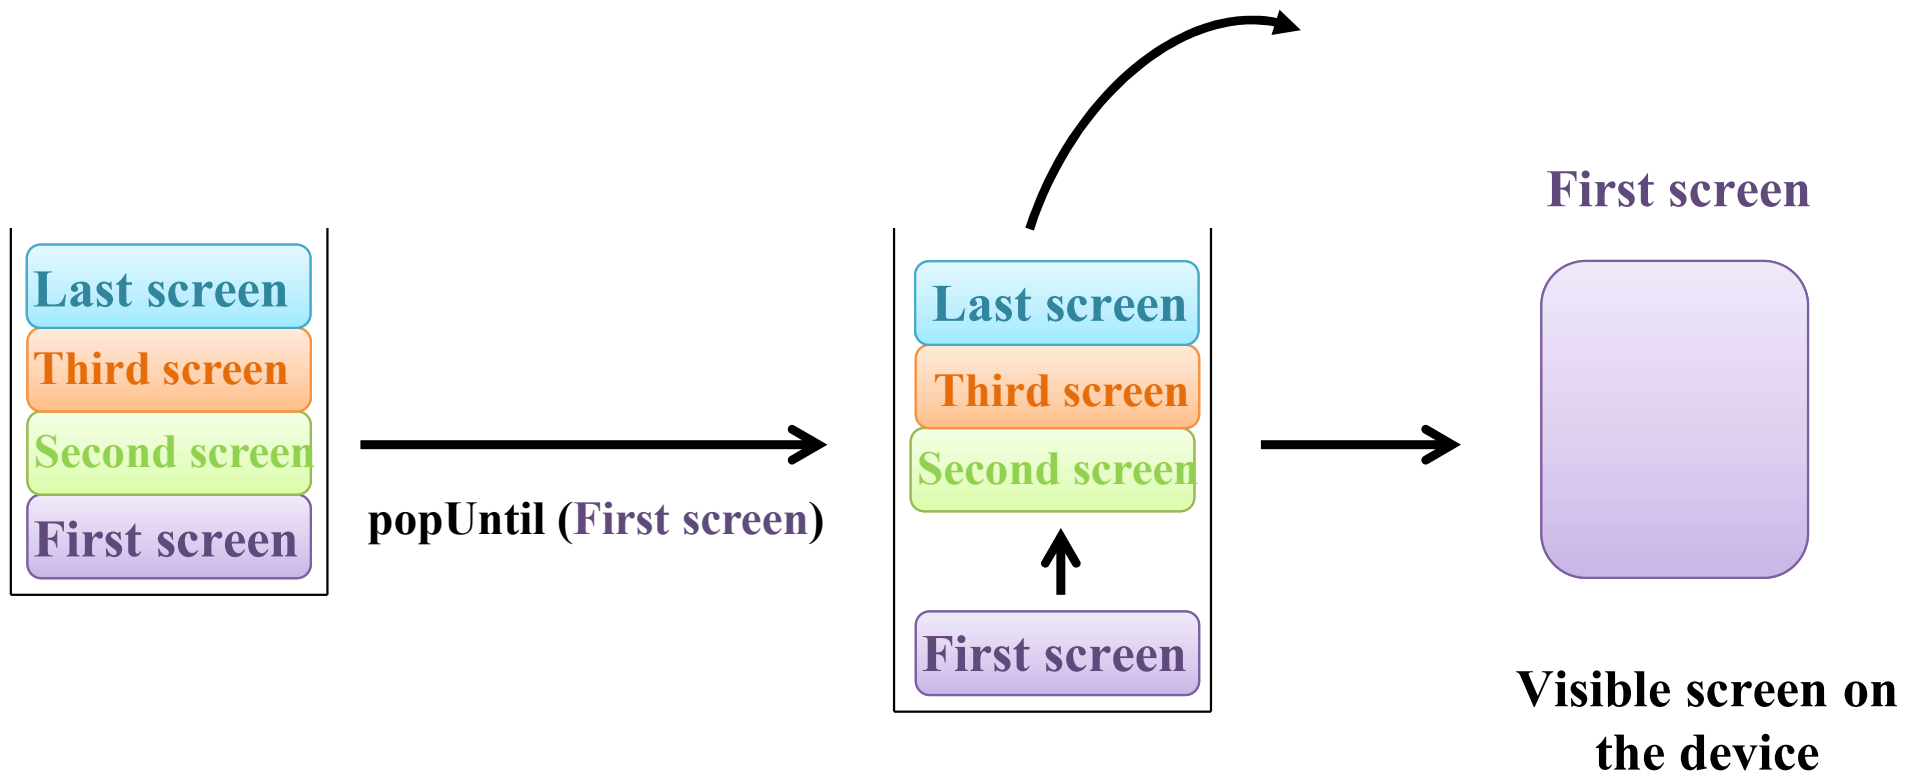 Last screen
Third screen
Second screen
First screen
popUntil (First screen)
Last screen
Third screen
Second screen
First screen
First screen
Visible screen on
the device